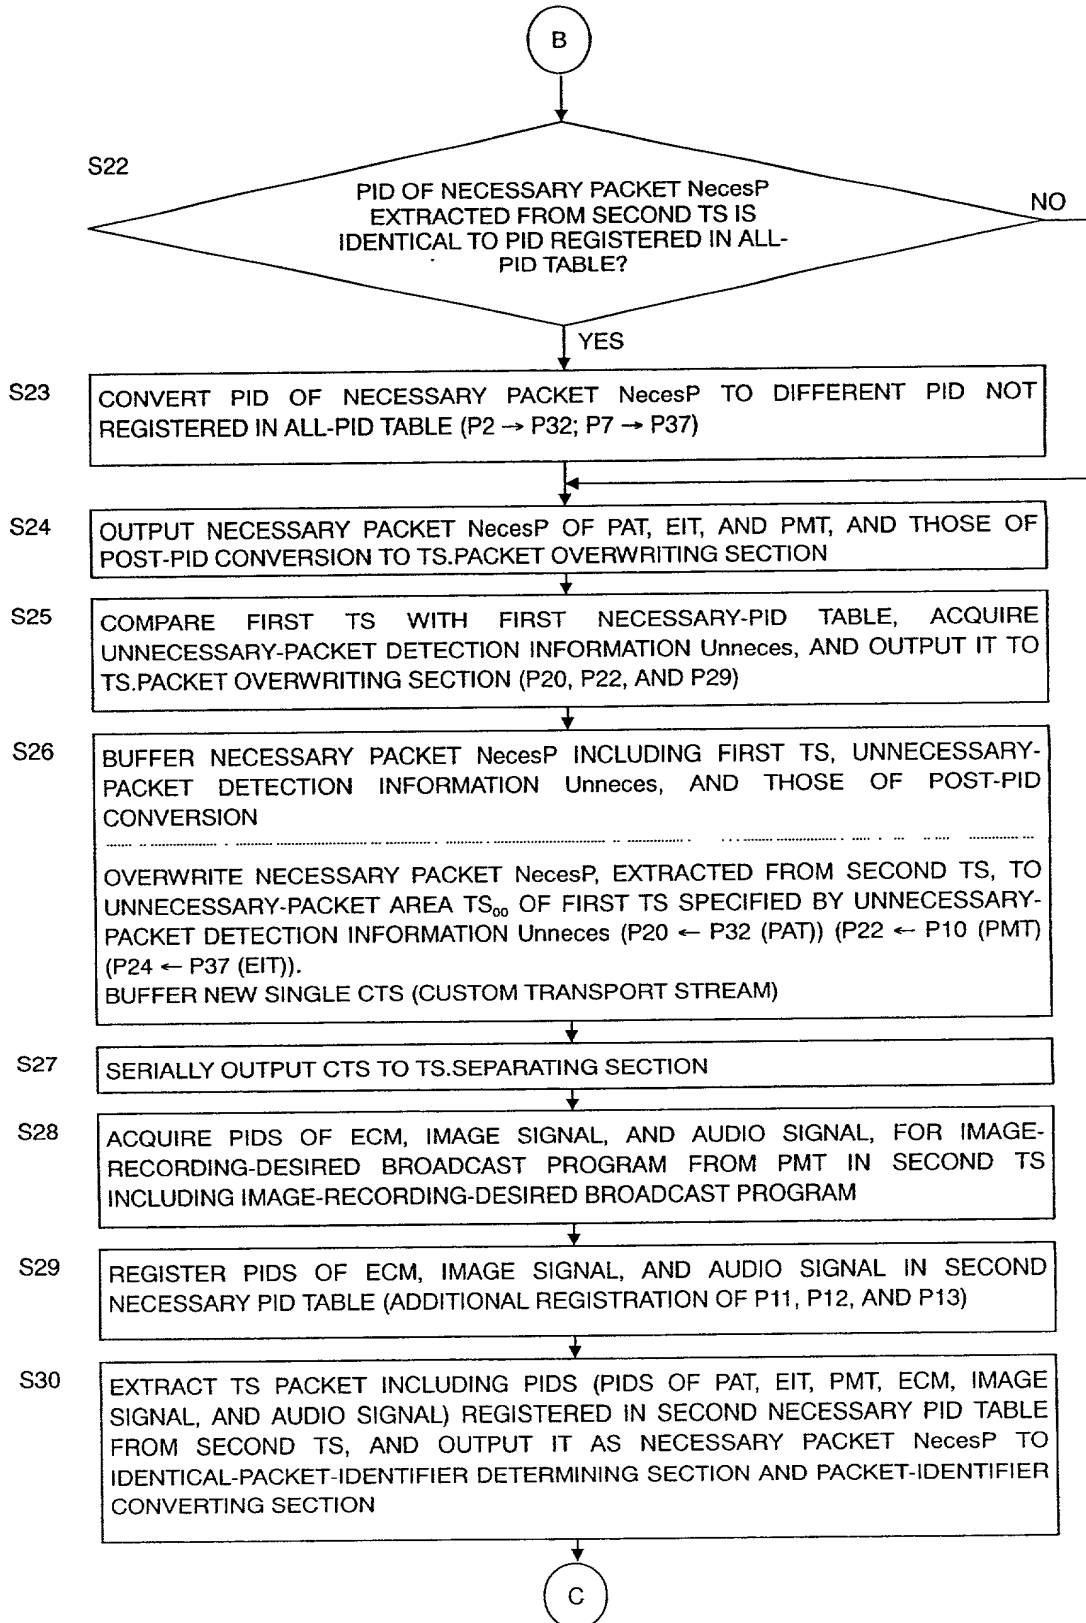 B
S22
PID OF NECESSARY PACKET NecesP
EXTRACTED FROM SECOND TS IS
IDENTICAL TO PID REGISTERED IN ALL-
PID TABLE?
NO
YES
S23
CONVERT PID OF NECESSARY PACKET NecesP TO DIFFERENT PID NOT
REGISTERED IN ALL-PID TABLE (P2 → P32; P7 → P37)
S24
OUTPUT NECESSARY PACKET NecesP OF PAT, EIT, AND PMT, AND THOSE OF
POST-PID CONVERSION TO TS.PACKET OVERWRITING SECTION
S25
COMPARE FIRST TS WITH FIRST NECESSARY-PID TABLE, ACQUIRE
UNNECESSARY-PACKET DETECTION INFORMATION Unneces, AND OUTPUT IT TO
TS.PACKET OVERWRITING SECTION (P20, P22, AND P29)
S26
BUFFER NECESSARY PACKET NecesP INCLUDING FIRST TS, UNNECESSARY-
PACKET DETECTION INFORMATION Unneces, AND THOSE OF POST-PID
CONVERSION
OVERWRITE NECESSARY PACKET NecesP, EXTRACTED FROM SECOND TS, TO
UNNECESSARY-PACKET AREA TS₀₀ OF FIRST TS SPECIFIED BY UNNECESSARY-
PACKET DETECTION INFORMATION Unneces (P20 ← P32 (PAT)) (P22 ← P10 (PMT)
(P24 ← P37 (EIT)).
BUFFER NEW SINGLE CTS (CUSTOM TRANSPORT STREAM)
S27
SERIALLY OUTPUT CTS TO TS.SEPARATING SECTION
S28
ACQUIRE PIDS OF ECM, IMAGE SIGNAL, AND AUDIO SIGNAL, FOR IMAGE-
RECORDING-DESIRED BROADCAST PROGRAM FROM PMT IN SECOND TS
INCLUDING IMAGE-RECORDING-DESIRED BROADCAST PROGRAM
S29
REGISTER PIDS OF ECM, IMAGE SIGNAL, AND AUDIO SIGNAL IN SECOND
NECESSARY PID TABLE (ADDITIONAL REGISTRATION OF P11, P12, AND P13)
S30
EXTRACT TS PACKET INCLUDING PIDS (PIDS OF PAT, EIT, PMT, ECM, IMAGE
SIGNAL, AND AUDIO SIGNAL) REGISTERED IN SECOND NECESSARY PID TABLE
FROM SECOND TS, AND OUTPUT IT AS NECESSARY PACKET NecesP TO
IDENTICAL-PACKET-IDENTIFIER DETERMINING SECTION AND PACKET-IDENTIFIER
CONVERTING SECTION
C